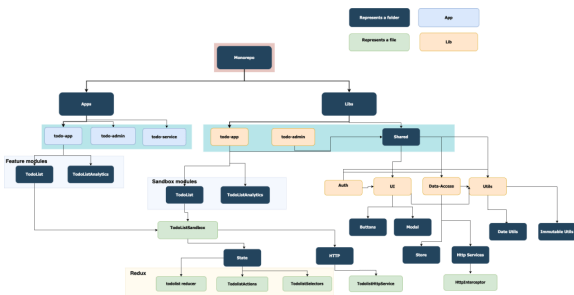 Represents a folder
App
Represents a file
Lib
Monorepo
Apps
Libs
todo-app
todo-admin
todo-service
todo-app
todo-admin
Shared
Feature modules
TodoList
TodoListAnalytics
Sandbox modules
TodoList
TodoListAnalytics
Auth
UI
Data-Access
Utils
TodoListSandbox
Buttons
Modal
Date Utils
Immutable Utils
State
HTTP
Store
Http Services
Redux
todolist reducer
TodolistActions
TodolistSelectors
TodolistHttpService
HttpInterceptor